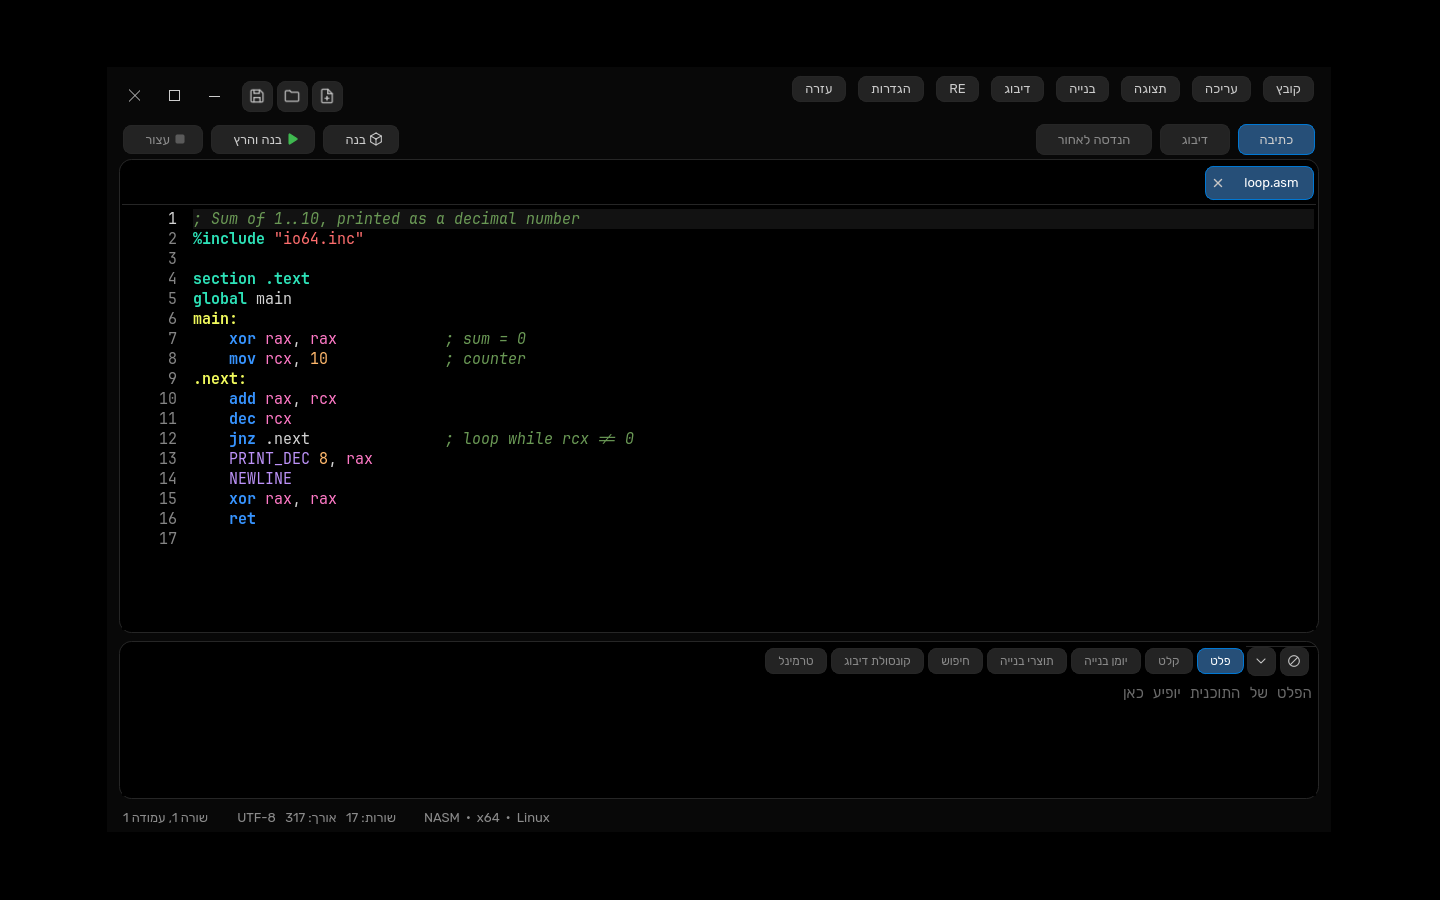 קובץ עריכה תצוגה בנייה דיבוג RE הגדרות עזרה
כתיבה דיבוג הנדסה לאחור בנה בנה והרץ עצור
loop.asm
1 ; Sum of 1..10, printed as a decimal number
2 %include "io64.inc"
3
4 section .text
5 global main
6 main:
7 xor rax, rax ; sum = 0
8 mov rcx, 10 ; counter
9 .next:
10 add rax, rcx
11 dec rcx
12 jnz .next ; loop while rcx != 0
13 PRINT_DEC 8, rax
14 NEWLINE
15 xor rax, rax
16 ret
17
פלט קלט יומן בנייה תוצרי בנייה חיפוש קונסולת דיבוג טרמינל
הפלט של התוכנית יופיע כאן
NASM • x64 • Linux שורות: 17 אורך: 317 UTF-8 שורה 1, עמודה 1